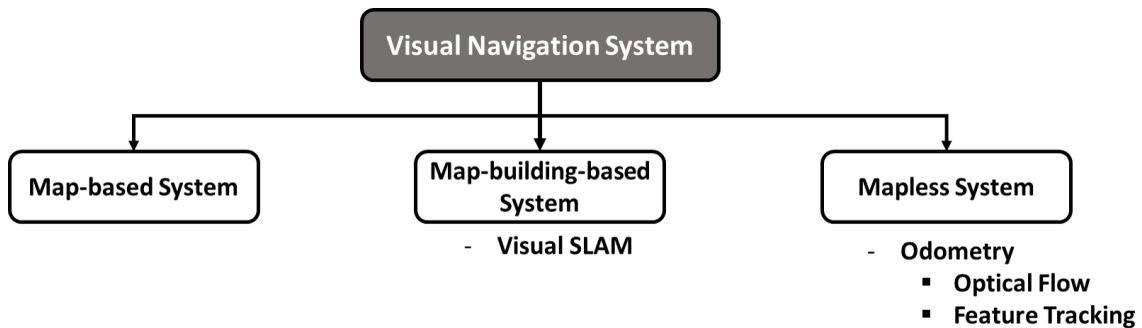 Visual Navigation System
Map-based System
Map-building-based
System
- Visual SLAM
Mapless System
- Odometry
▪ Optical Flow
▪ Feature Tracking